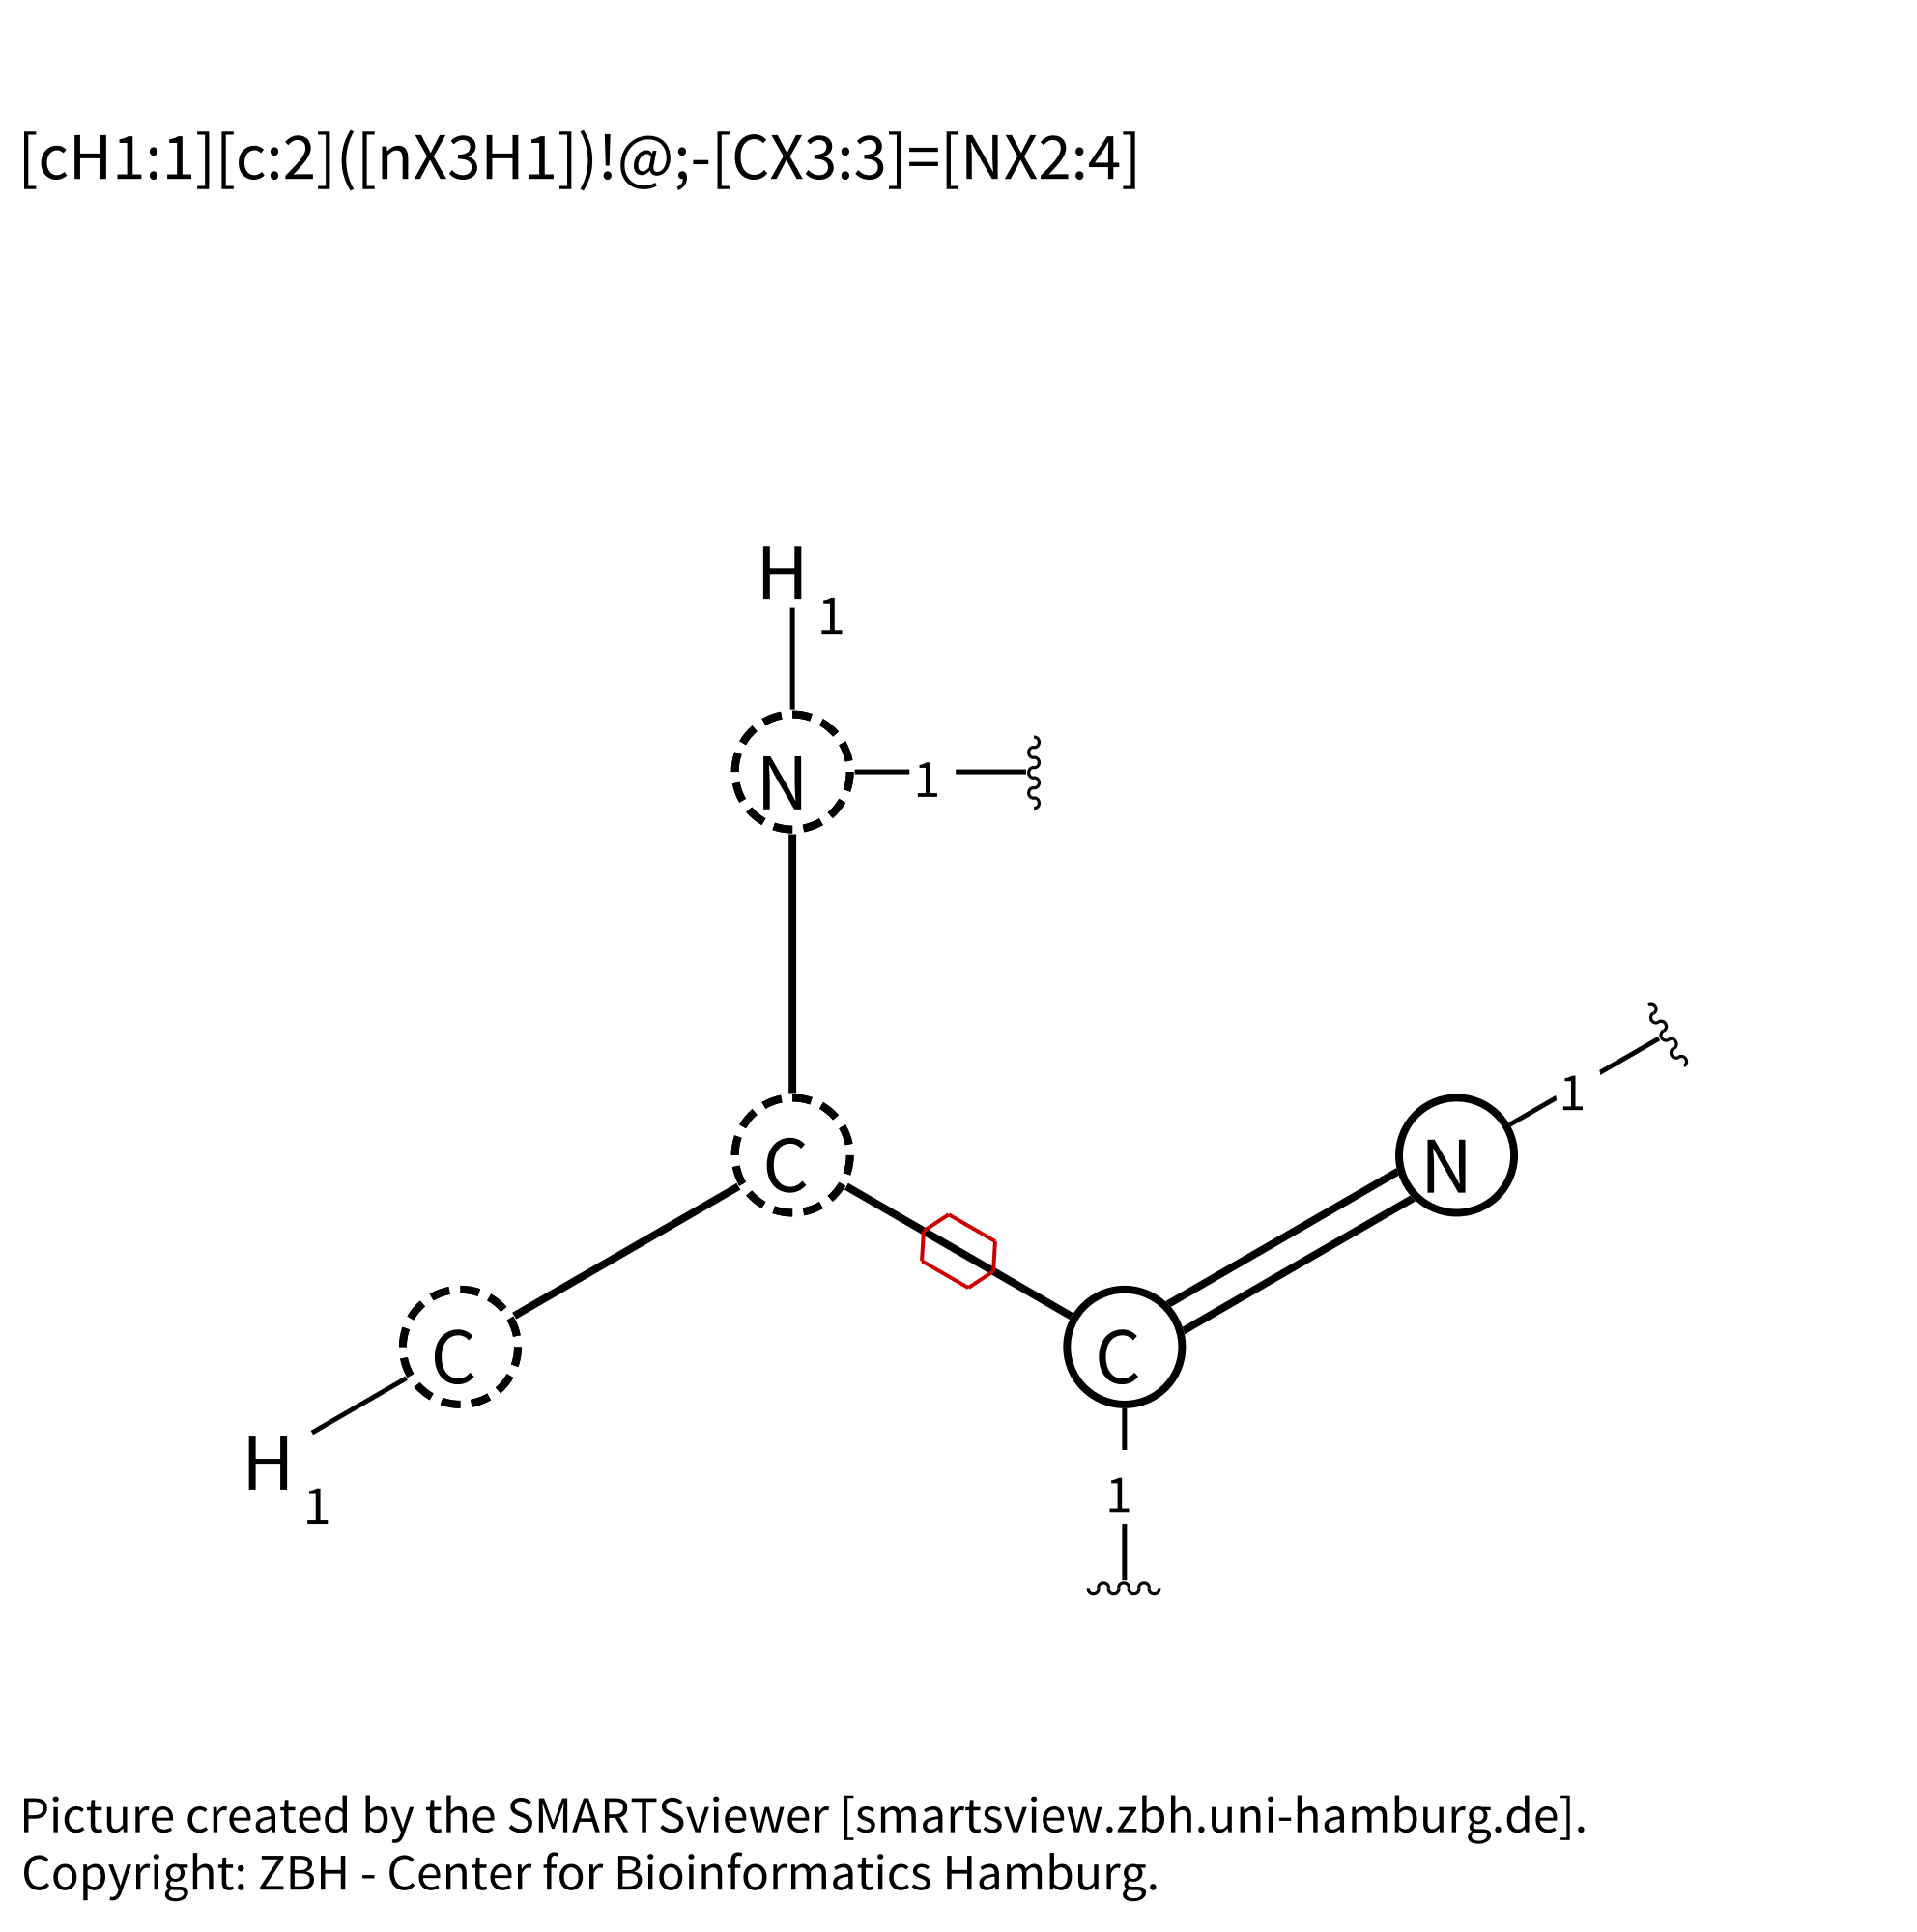 [cH1:1][c:2]([nX3H1])!@;-[CX3:3]=[NX2:4]
H 1
N 1
C
N 1
C
C
H 1
1
Picture created by the SMARTSviewer [smartsview.zbh.uni-hamburg.de].
Copyright: ZBH - Center for Bioinformatics Hamburg.